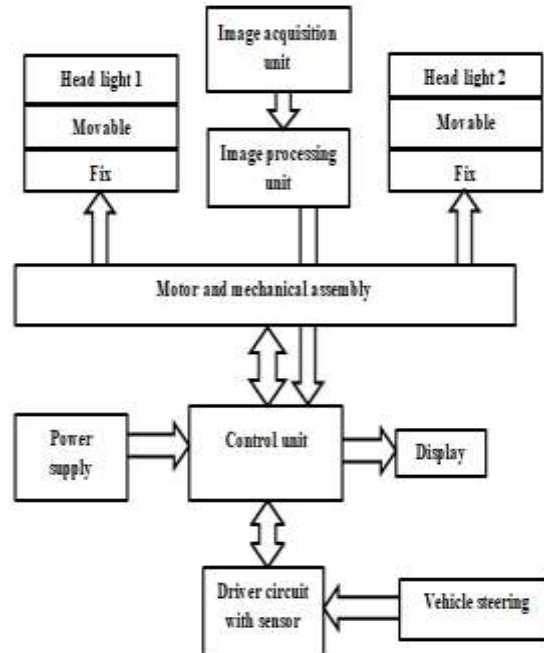 Image acquisition
unit
Head light 1
Movable
Fix
Image processing
unit
Head light 2
Movable
Fix
Motor and mechanical assembly
Power
supply
Control unit
Display
Driver circuit
with sensor
Vehicle steering